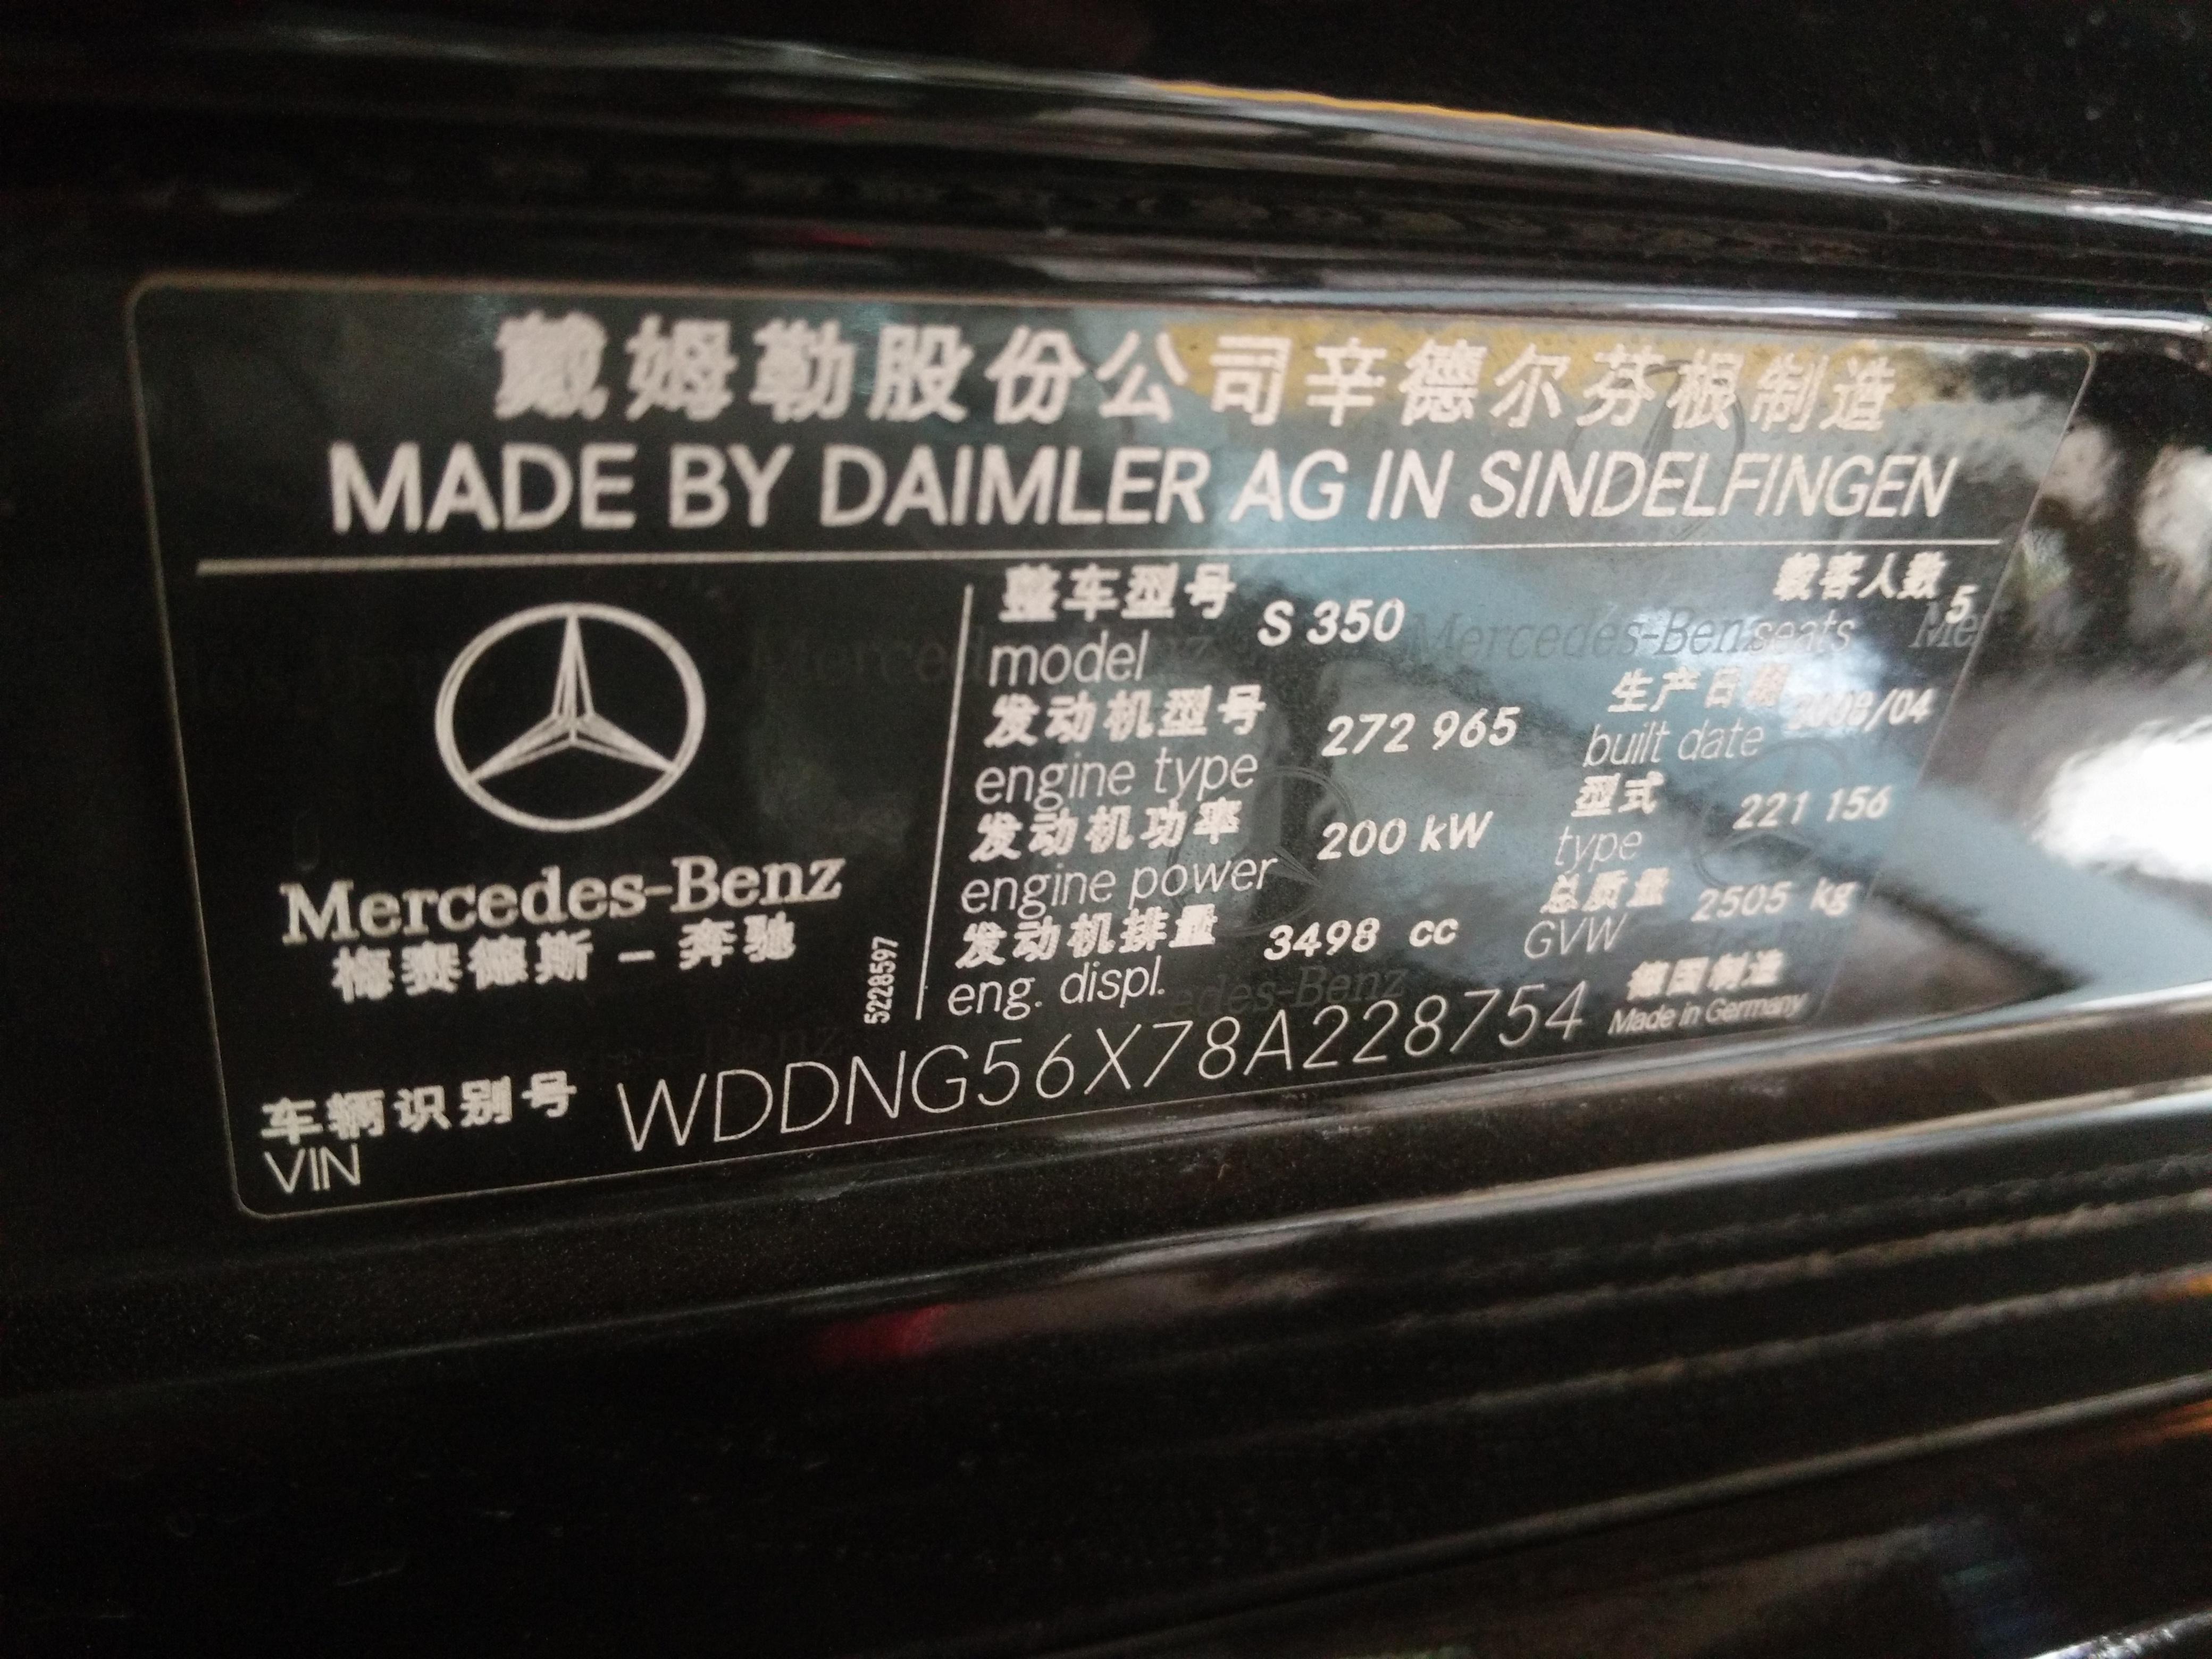 戴姆勒股份公司辛德尔芬根制造
MADE BY DAIMLER AG IN SINDELFINGEN
整车型号 S 350
model
载客人数 5
seats
发动机型号 272 965
engine type
生产日期
built date
发动机功率 200 kW
engine power
型式 221 156
type
发动机排量 3498 cc
eng. displ.
总质量 2505 kg
GVW
Mercedes-Benz
梅赛德斯 - 奔驰
5228597
德国制造
Made in Germany
车辆识别号 WDDNG56X78A228754
VIN
Mercedes-Benz